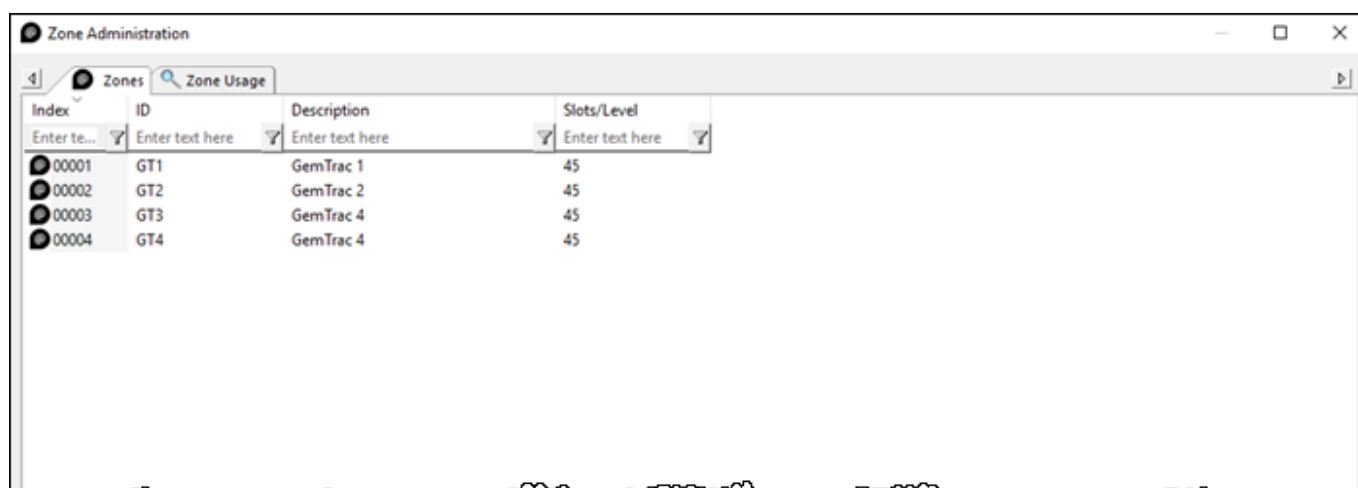 Zone Administration
Zones Zone Usage
Index ID Description Slots/Level
Enter te... Enter text here Enter text here Enter text here
00001 GT1 GemTrac 1 45
00002 GT2 GemTrac 2 45
00003 GT3 GemTrac 4 45
00004 GT4 GemTrac 4 45